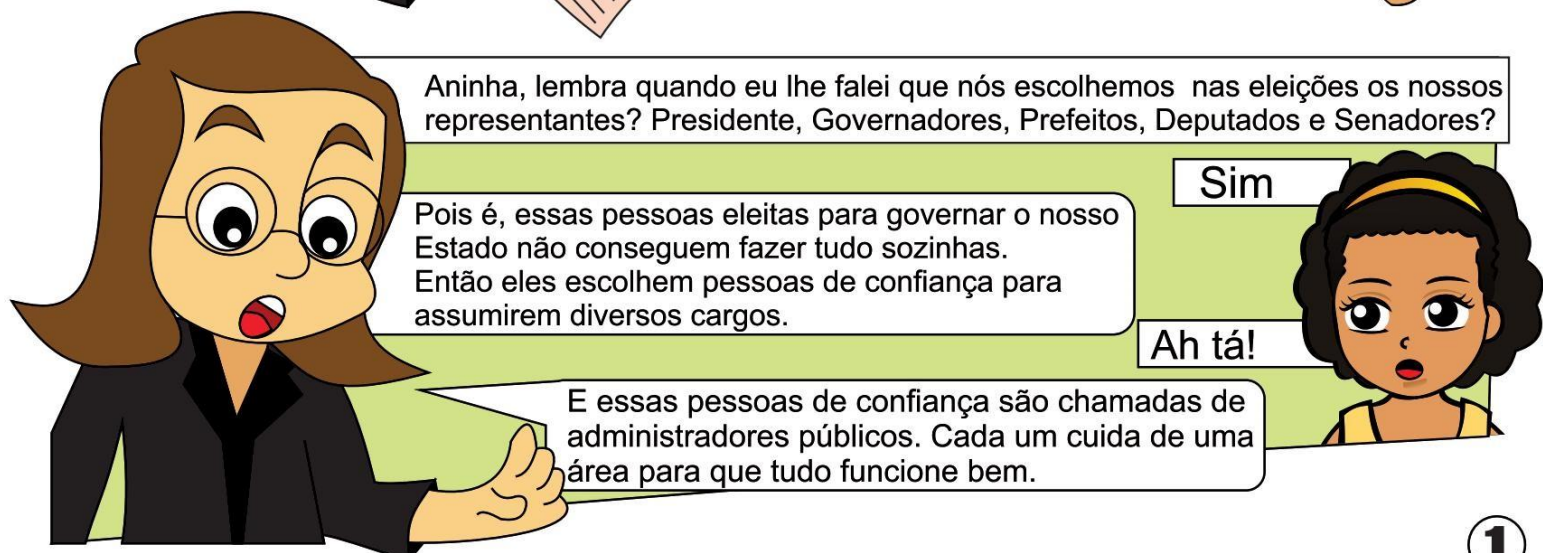 Aninha, lembra quando eu lhe falei que nós escolhemos nas eleições os nossos
representantes? Presidente, Governadores, Prefeitos, Deputados e Senadores?
Sim
Pois é, essas pessoas eleitas para governar o nosso
Estado não conseguem fazer tudo sozinhas.
Então eles escolhem pessoas de confiança para
assumirem diversos cargos.
Ah tá!
E essas pessoas de confiança são chamadas de
administradores públicos. Cada um cuida de uma
área para que tudo funcione bem.
1